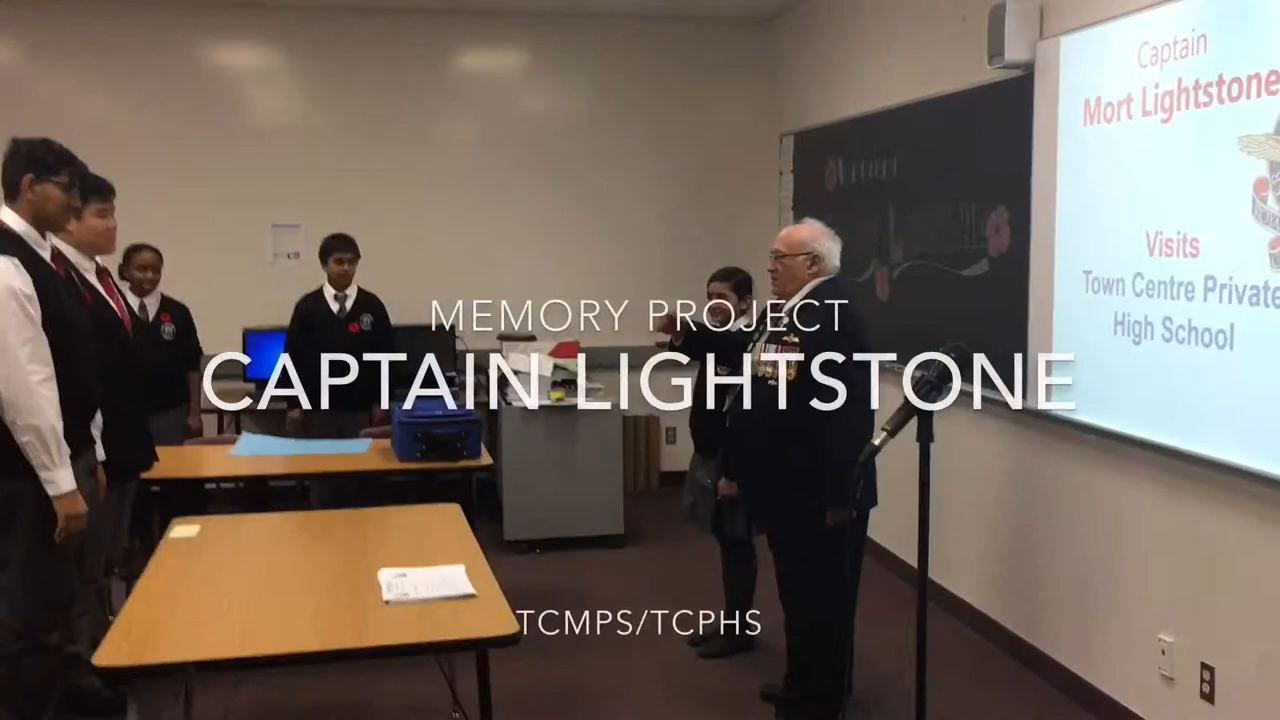 Captain
Mort Lightstone
Visits
Town Centre Private
High School
MEMORY PROJECT
CAPTAIN LIGHTSTONE
TCMPS/TCPHS